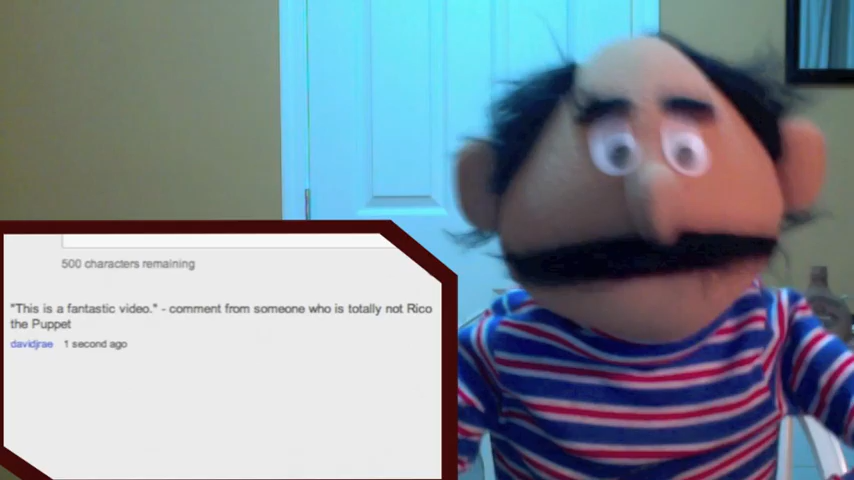 500 characters remaining
"This is a fantastic video." - comment from someone who is totally not Rico
the Puppet
davidjrae 1 second ago